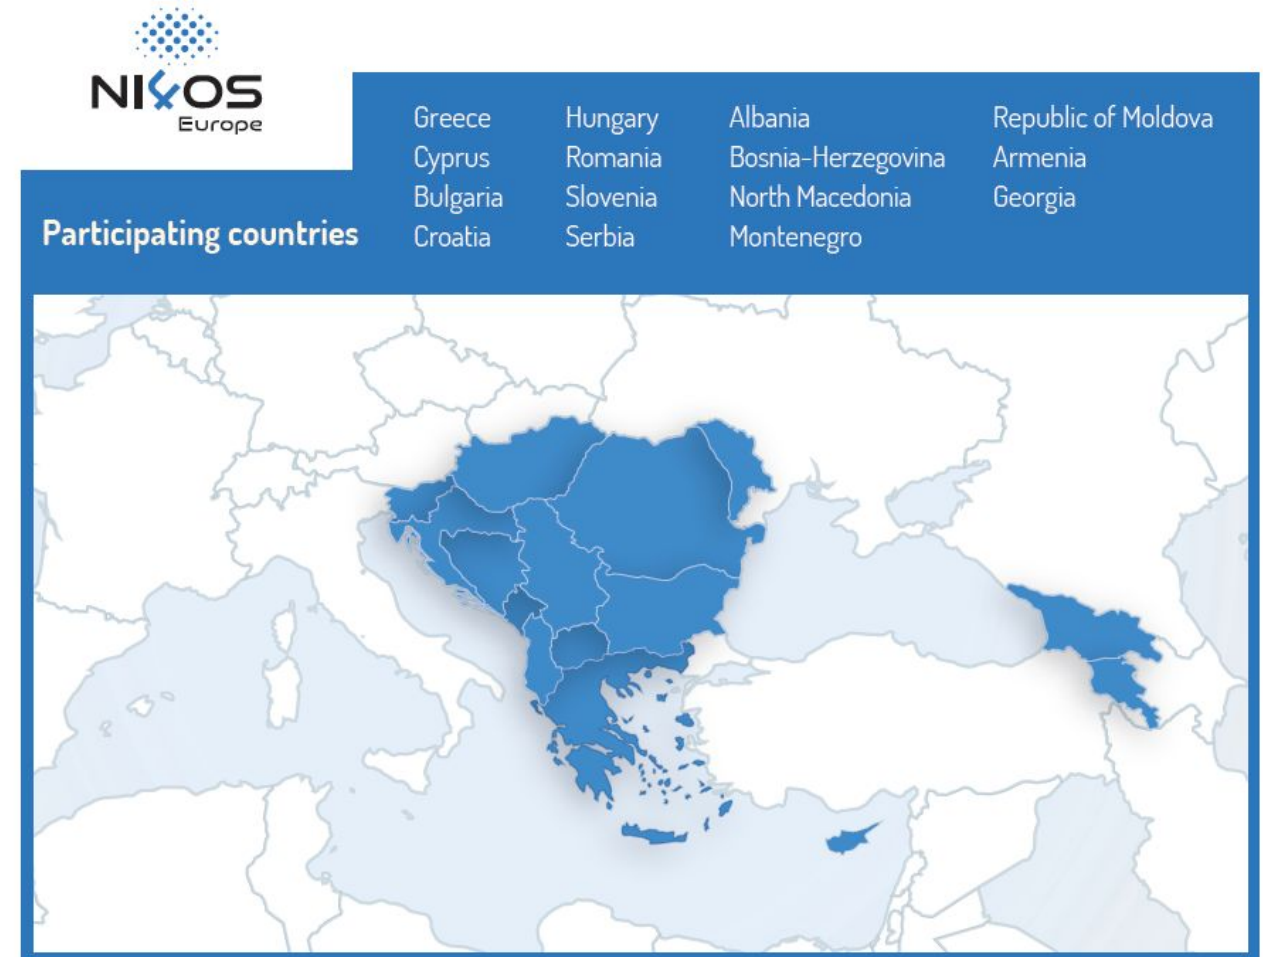 NI4OS
Europe
Participating countries
Greece
Cyprus
Bulgaria
Croatia
Hungary
Romania
Slovenia
Serbia
Albania
Bosnia-Herzegovina
North Macedonia
Montenegro
Republic of Moldova
Armenia
Georgia